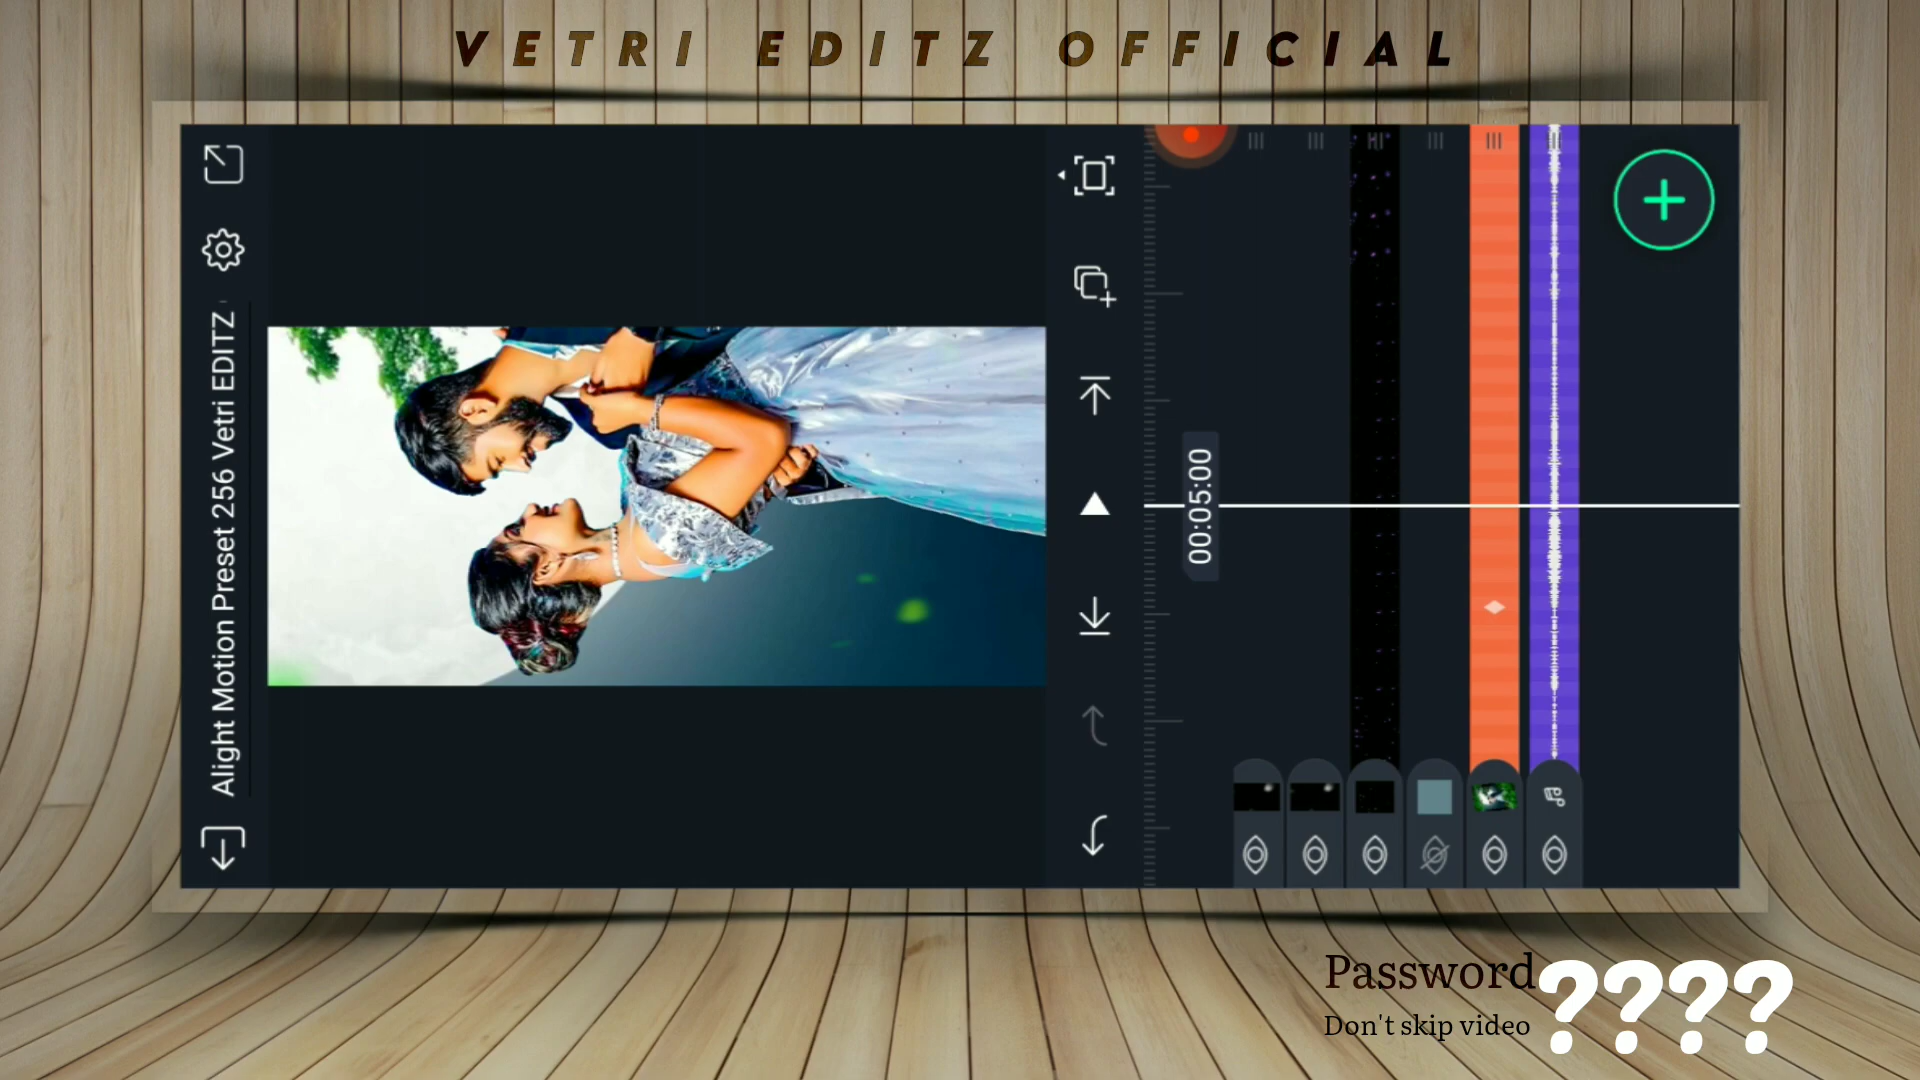 VETRI EDITZ OFFICIAL
Alight Motion Preset 256 Vetri EDITZ
00:05:00
Password ????
Don't skip video